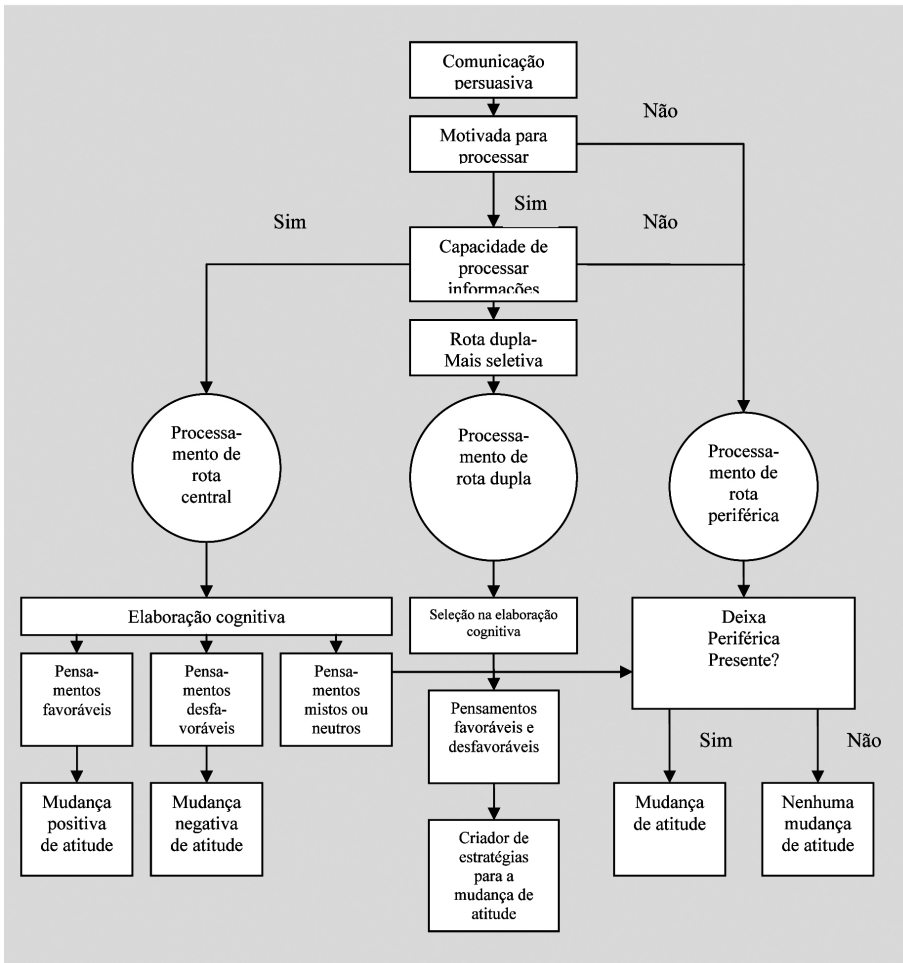 Comunicação
persuasiva
Não
Motivada para
processar
Sim
Sim
Não
Capacidade de
processar
informações
Rota dupla-
Mais seletiva
Processa-
mento de
rota
central
Processa-
mento de
rota dupla
Processa-
mento de
rota
periférica
Elaboração cognitiva
Seleção na elaboração
cognitiva
Deixa
Periférica
Presente?
Pensa-
mentos
favoráveis
Pensa-
mentos
desfa-
voráveis
Pensa-
mentos
mistos ou
neutros
Pensamentos
favoráveis e
desfavoráveis
Sim
Não
Mudança
positiva
de atitude
Mudança
negativa
de atitude
Criador de
estratégias
para a
mudança de
atitude
Mudança
de atitude
Nenhuma
mudança
de atitude